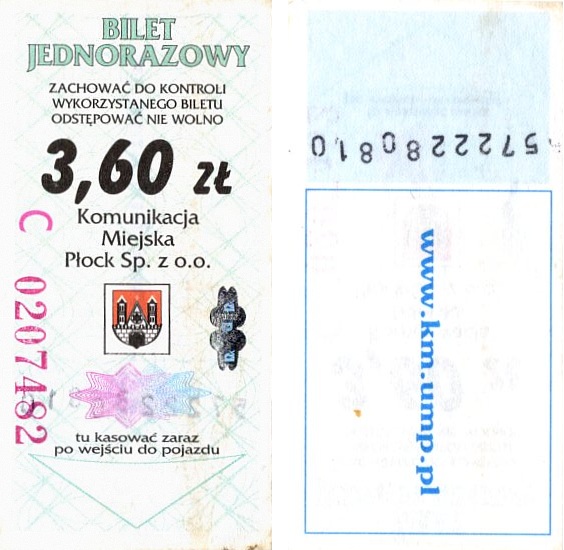 BILET
JEDNORAZOWY
ZACHOWAĆ DO KONTROLI
WYKORZYSTANEGO BILETU
ODSTĘPOWAĆ NIE WOLNO
3,60 ZŁ
Komunikacja
Miejska
Płock Sp. z o.o.
C 0207482
tu kasować zaraz
po wejściu do pojazdu
5722280810
www.km.ump.pl